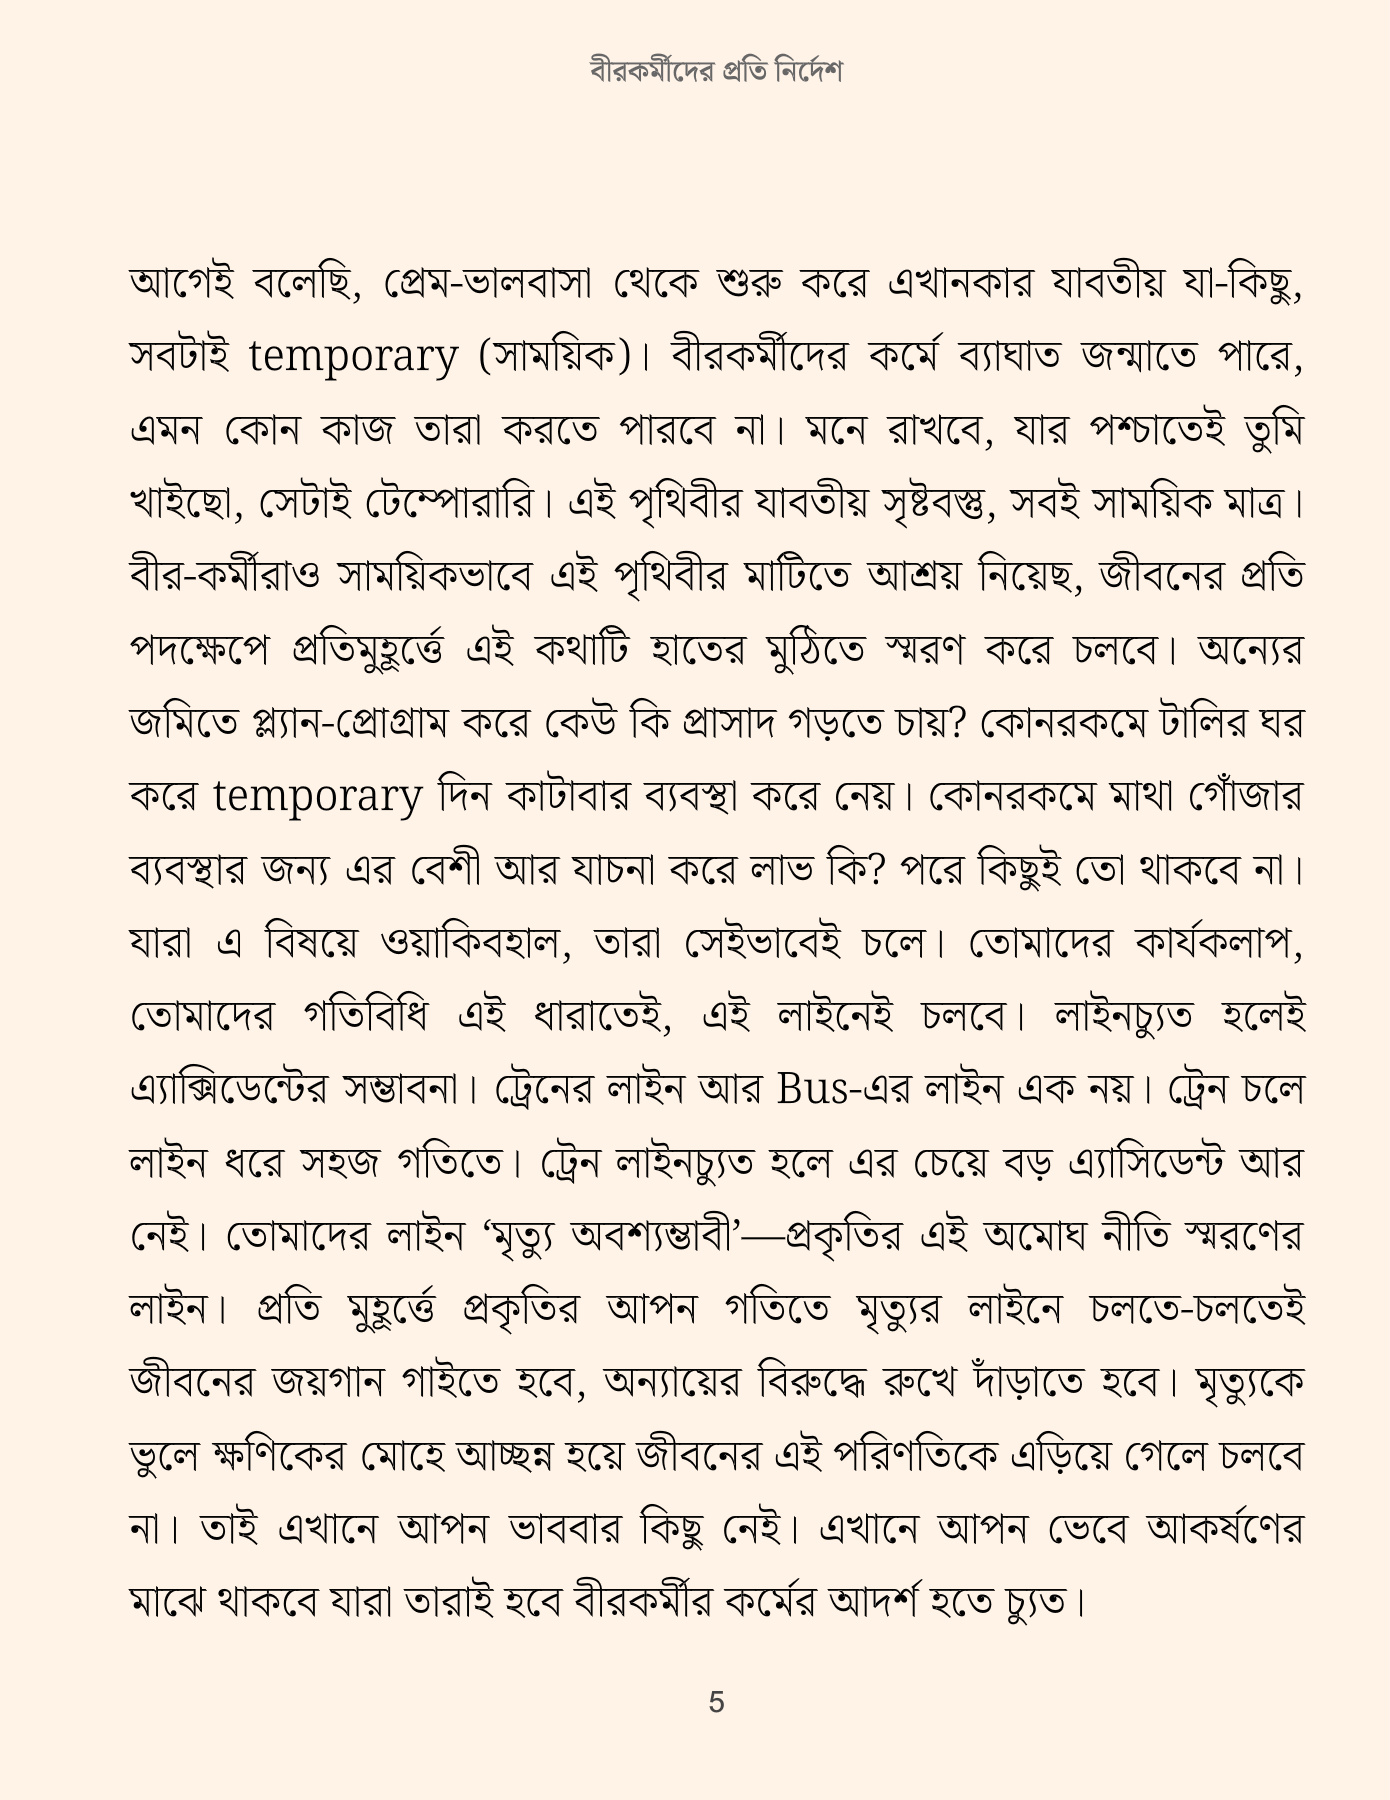 বীরকর্মীদের প্রতি নির্দেশ
আগেই বলেছি, প্রেম-ভালবাসা থেকে শুরু করে এখানকার যাবতীয় যা-কিছু,
সবটাই temporary (সাময়িক)। বীরকর্মীদের কর্মে ব্যাঘাত জন্মাতে পারে,
এমন কোন কাজ তারা করতে পারবে না। মনে রাখবে, যার পশ্চাতেই তুমি
খাইছো, সেটাই টেম্পোরারি। এই পৃথিবীর যাবতীয় সৃষ্টবস্তু, সবই সাময়িক মাত্র।
বীর-কর্মীরাও সাময়িকভাবে এই পৃথিবীর মাটিতে আশ্রয় নিয়েছ, জীবনের প্রতি
পদক্ষেপে প্রতিমুহূর্ত্তে এই কথাটি হাতের মুঠিতে স্মরণ করে চলবে। অন্যের
জমিতে প্ল্যান-প্রোগ্রাম করে কেউ কি প্রাসাদ গড়তে চায়? কোনরকমে টালির ঘর
করে temporary দিন কাটাবার ব্যবস্থা করে নেয়। কোনরকমে মাথা গোঁজার
ব্যবস্থার জন্য এর বেশী আর যাচনা করে লাভ কি? পরে কিছুই তো থাকবে না।
যারা এ বিষয়ে ওয়াকিবহাল, তারা সেইভাবেই চলে। তোমাদের কার্যকলাপ,
তোমাদের গতিবিধি এই ধারাতেই, এই লাইনেই চলবে। লাইনচ্যুত হলেই
এ্যাক্সিডেন্টের সম্ভাবনা। ট্রেনের লাইন আর Bus-এর লাইন এক নয়। ট্রেন চলে
লাইন ধরে সহজ গতিতে। ট্রেন লাইনচ্যুত হলে এর চেয়ে বড় এ্যাসিডেন্ট আর
নেই। তোমাদের লাইন ‘মৃত্যু অবশ্যম্ভাবী’—প্রকৃতির এই অমোঘ নীতি স্মরণের
লাইন। প্রতি মুহূর্ত্তে প্রকৃতির আপন গতিতে মৃত্যুর লাইনে চলতে-চলতেই
জীবনের জয়গান গাইতে হবে, অন্যায়ের বিরুদ্ধে রুখে দাঁড়াতে হবে। মৃত্যুকে
ভুলে ক্ষণিকের মোহে আচ্ছন্ন হয়ে জীবনের এই পরিণতিকে এড়িয়ে গেলে চলবে
না। তাই এখানে আপন ভাববার কিছু নেই। এখানে আপন ভেবে আকর্ষণের
মাঝে থাকবে যারা তারাই হবে বীরকর্মীর কর্মের আদর্শ হতে চ্যুত।
5